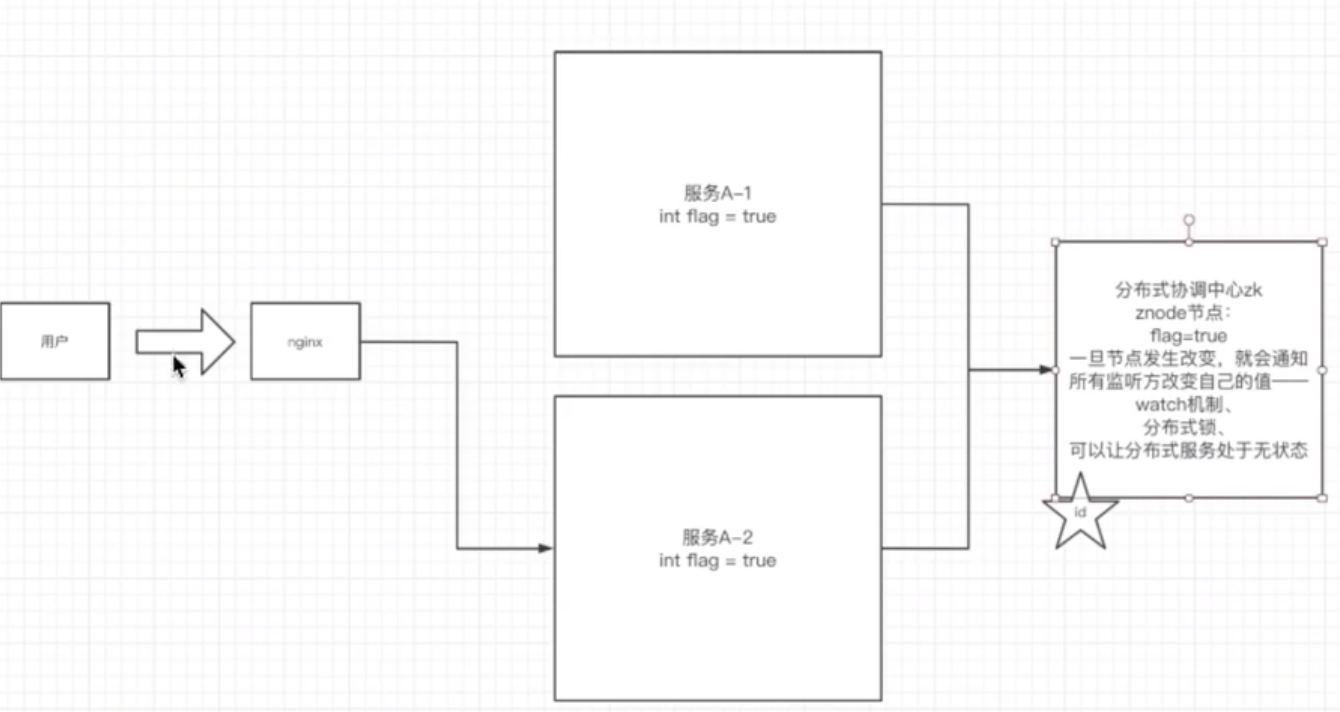 用户
nginx
服务A-1
int flag = true
服务A-2
int flag = true
分布式协调中心zk
znode节点：
flag=true
一旦节点发生改变，就会通知
所有监听方改变自己的值——
watch机制、
分布式锁、
可以让分布式服务处于无状态
id